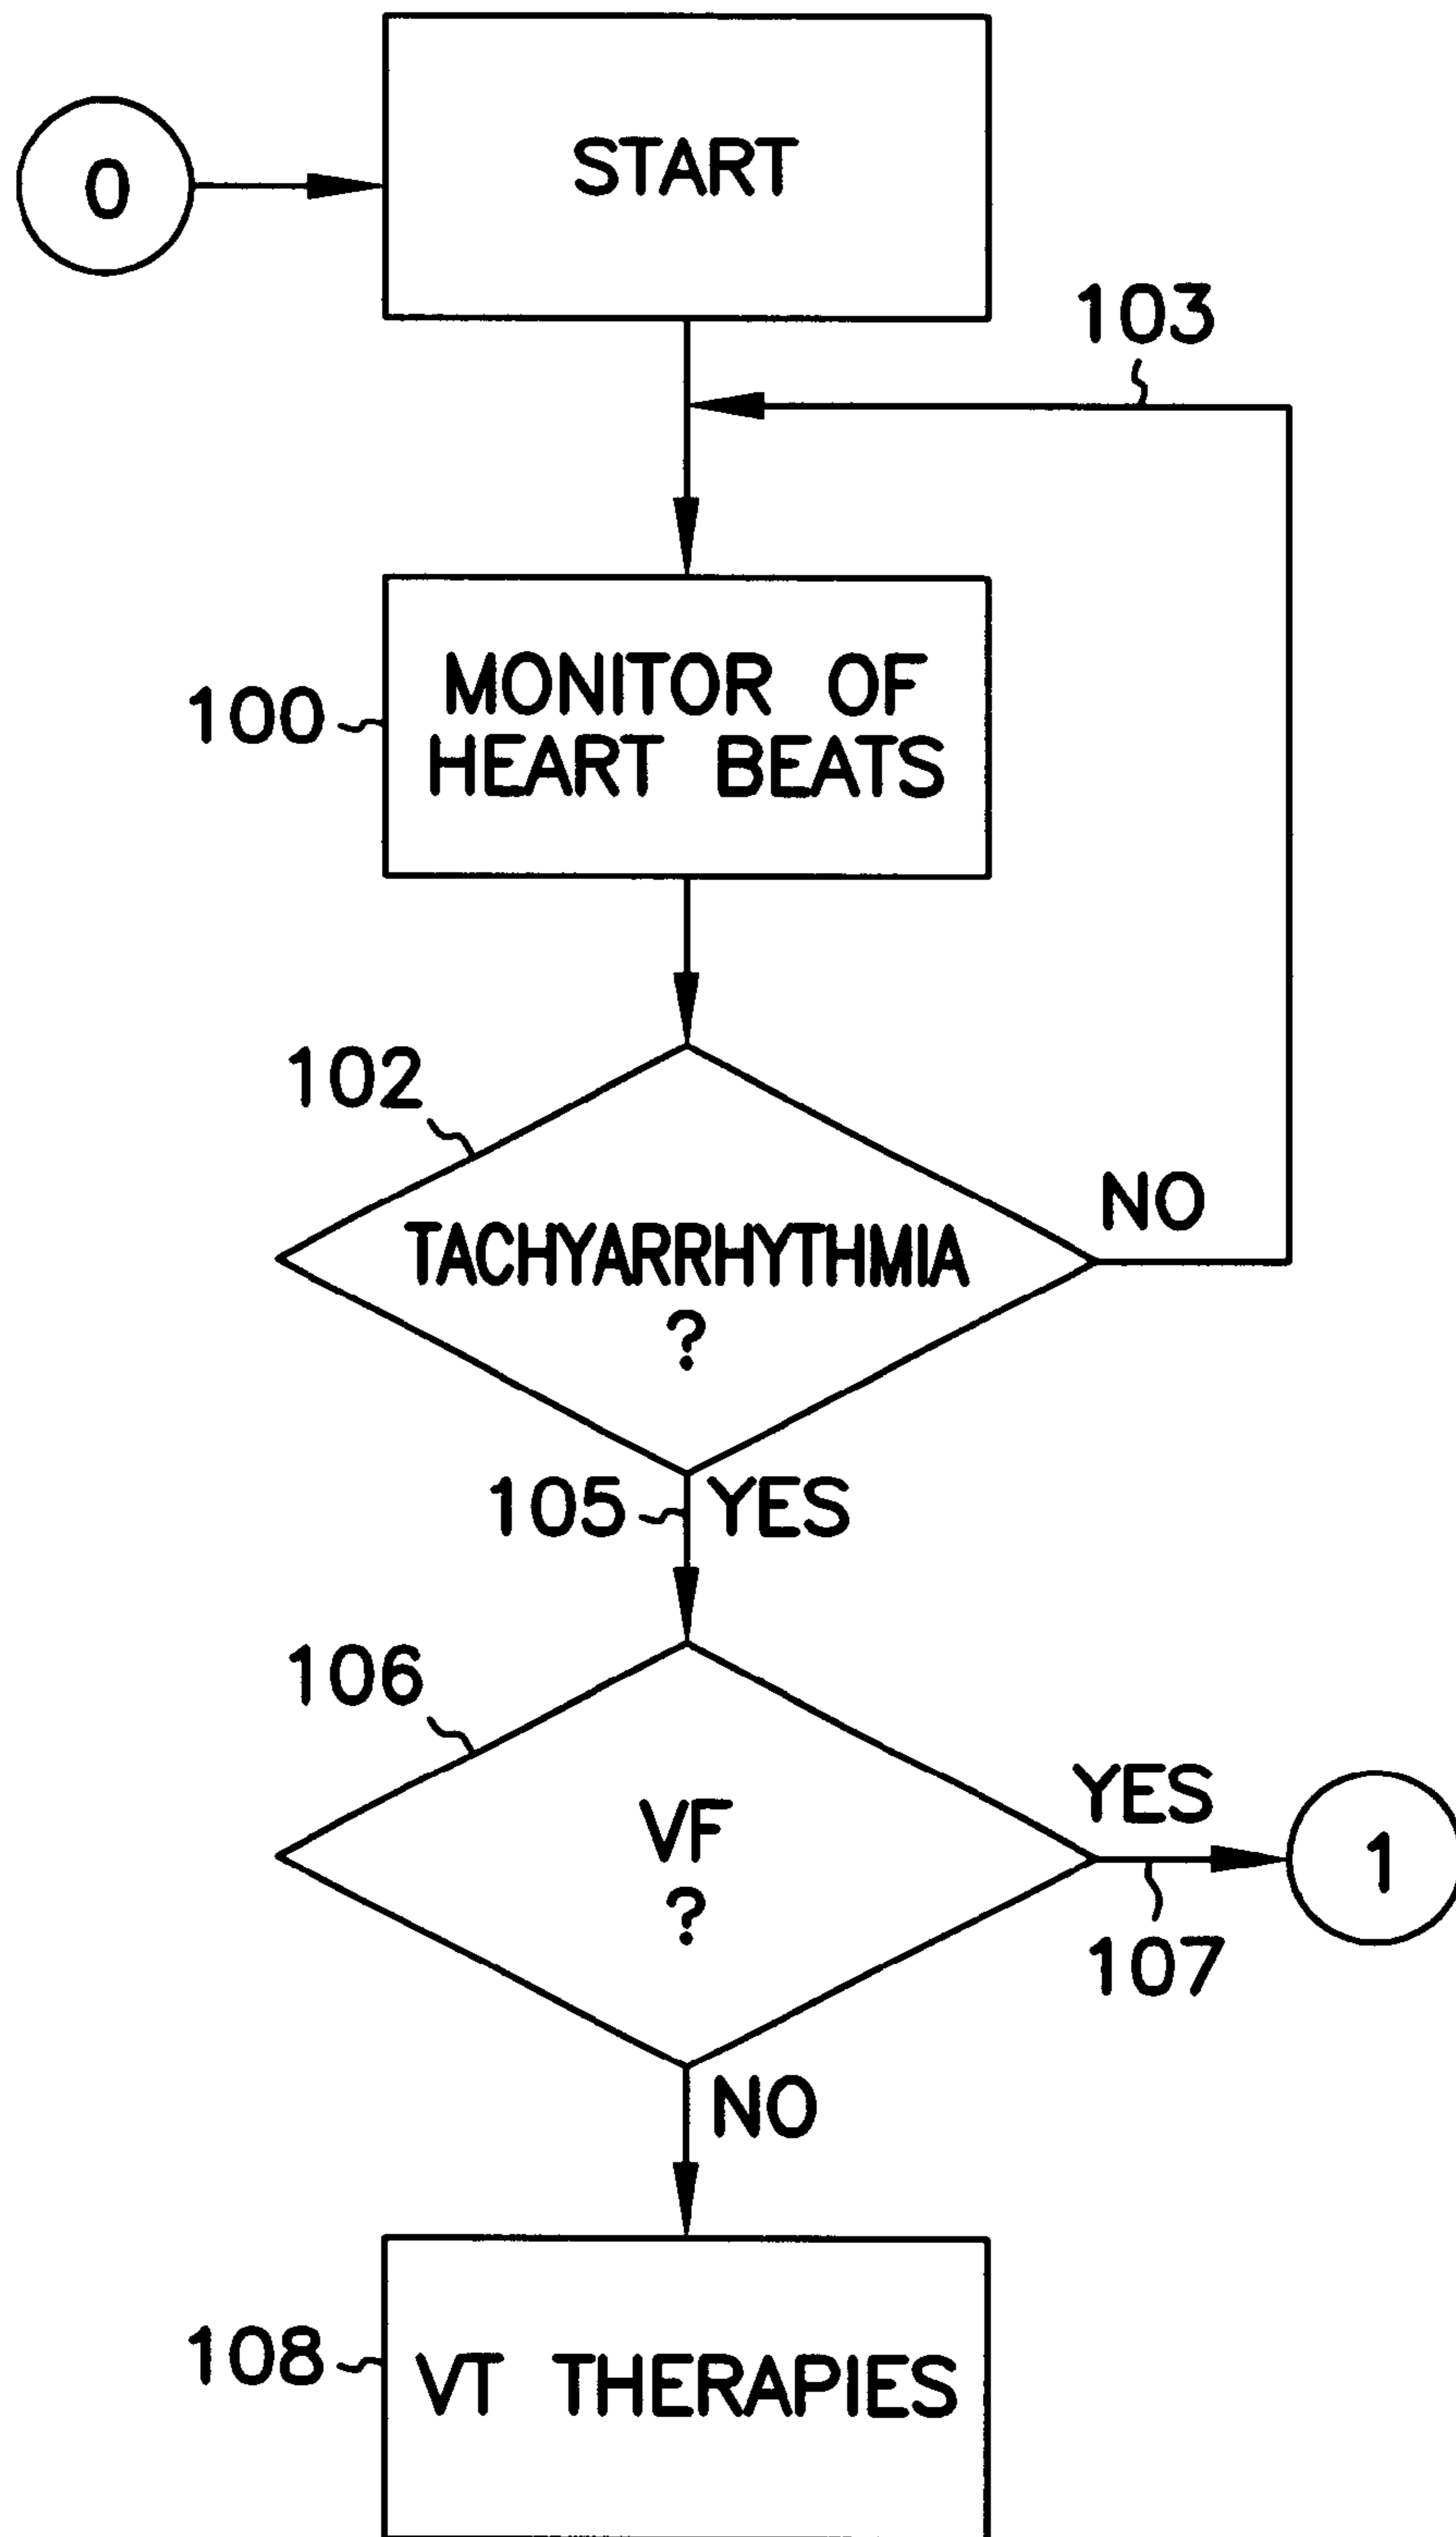 0
START
103
100
MONITOR OF
HEART BEATS
102
TACHYARRHYTHMIA
?
NO
105
YES
106
VF
?
YES
1
107
NO
108
VT THERAPIES